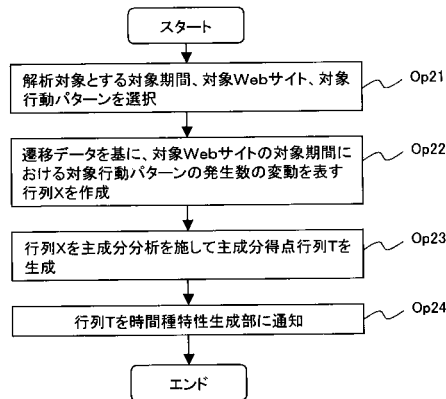 スタート
解析対象とする対象期間、対象Webサイト、対象
行動パターンを選択
Op21
遷移データを基に、対象Webサイトの対象期間に
おける対象行動パターンの発生数の変動を表す
行列Xを作成
Op22
行列Xを主成分分析を施して主成分得点行列Tを
生成
Op23
行列Tを時間種特性生成部に通知
Op24
エンド